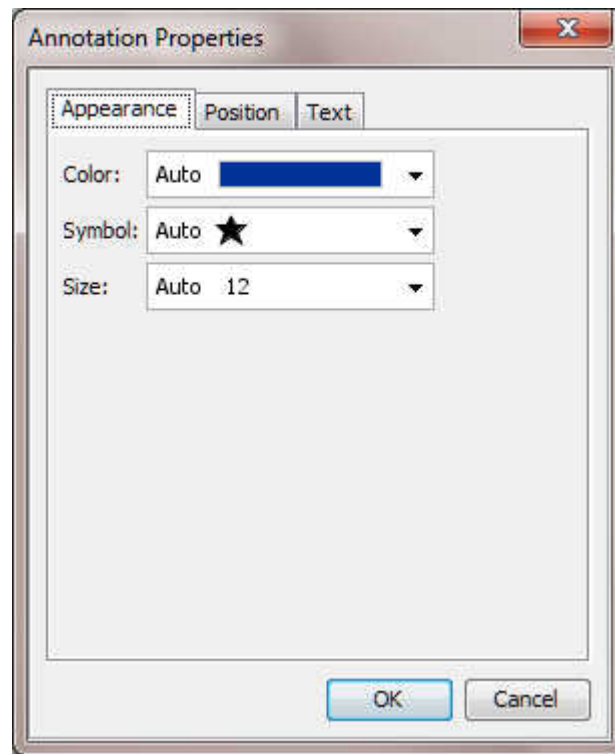 Annotation Properties
Appearance Position Text
Color: Auto
Symbol: Auto
Size: Auto 12
OK Cancel